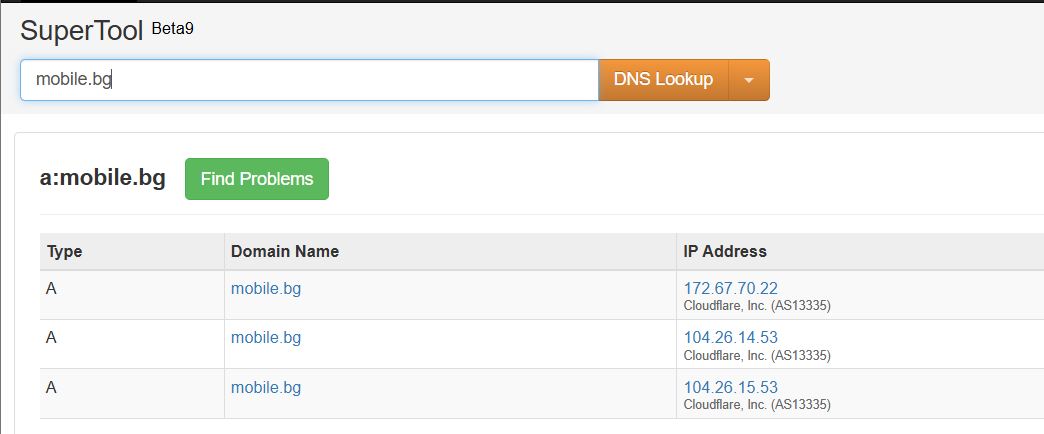 SuperTool Beta9
mobile.bg DNS Lookup
a:mobile.bg Find Problems
Type Domain Name IP Address
A mobile.bg 172.67.70.22
Cloudflare, Inc. (AS13335)
A mobile.bg 104.26.14.53
Cloudflare, Inc. (AS13335)
A mobile.bg 104.26.15.53
Cloudflare, Inc. (AS13335)